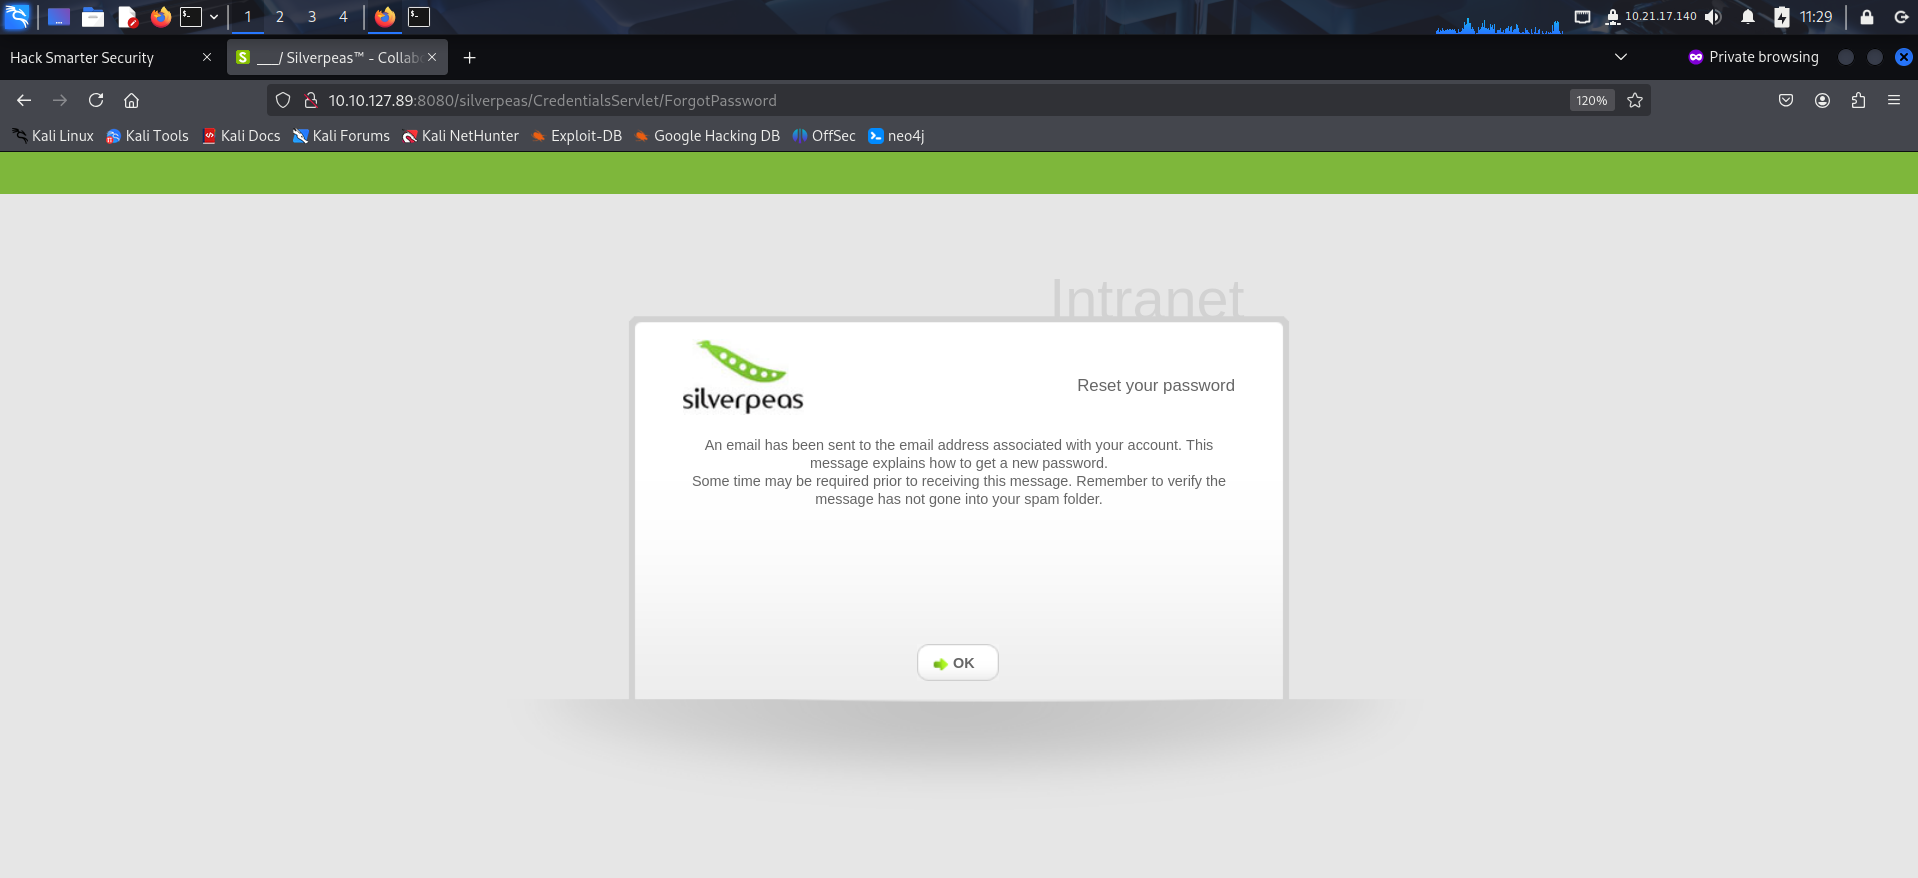 1 2 3 4 10.21.17.140 11:29
Hack Smarter Security
___/ Silverpeas™ - Collab
Private browsing
10.10.127.89:8080/silverpeas/CredentialsServlet/ForgotPassword
120%
Kali Linux Kali Tools Kali Docs Kali Forums Kali NetHunter Exploit-DB Google Hacking DB OffSec neo4j
Intranet
silverpeas
Reset your password
An email has been sent to the email address associated with your account. This
message explains how to get a new password.
Some time may be required prior to receiving this message. Remember to verify the
message has not gone into your spam folder.
OK